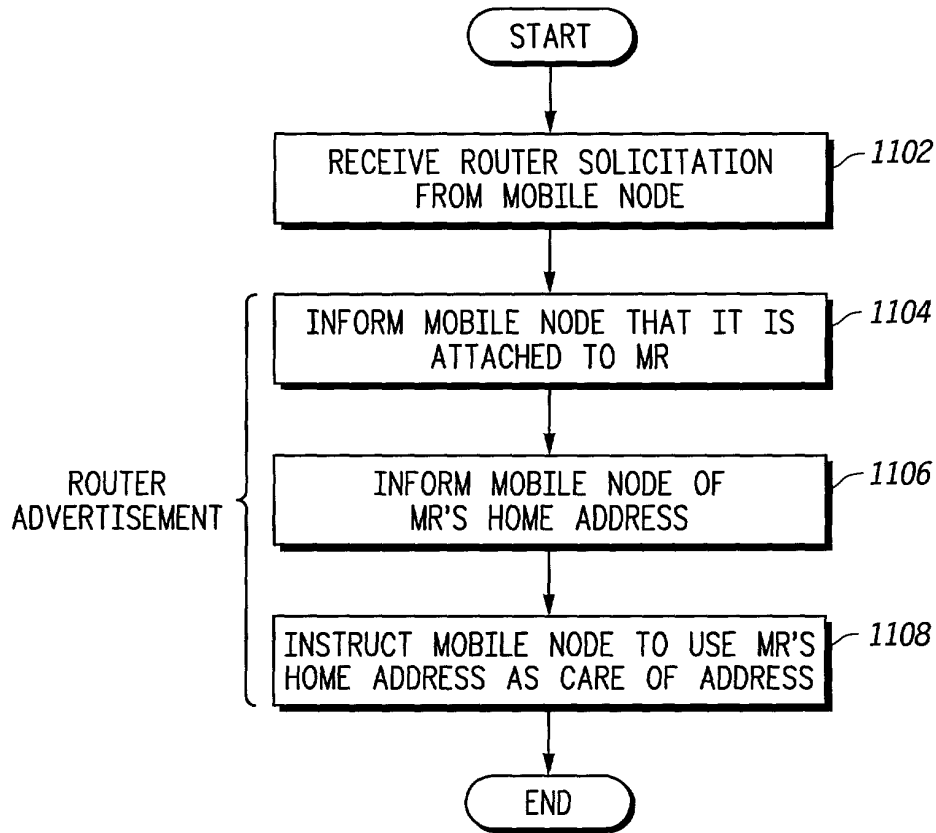 START
RECEIVE ROUTER SOLICITATION
FROM MOBILE NODE
1102
INFORM MOBILE NODE THAT IT IS
ATTACHED TO MR
1104
ROUTER
ADVERTISEMENT
INFORM MOBILE NODE OF
MR'S HOME ADDRESS
1106
INSTRUCT MOBILE NODE TO USE MR'S
HOME ADDRESS AS CARE OF ADDRESS
1108
END